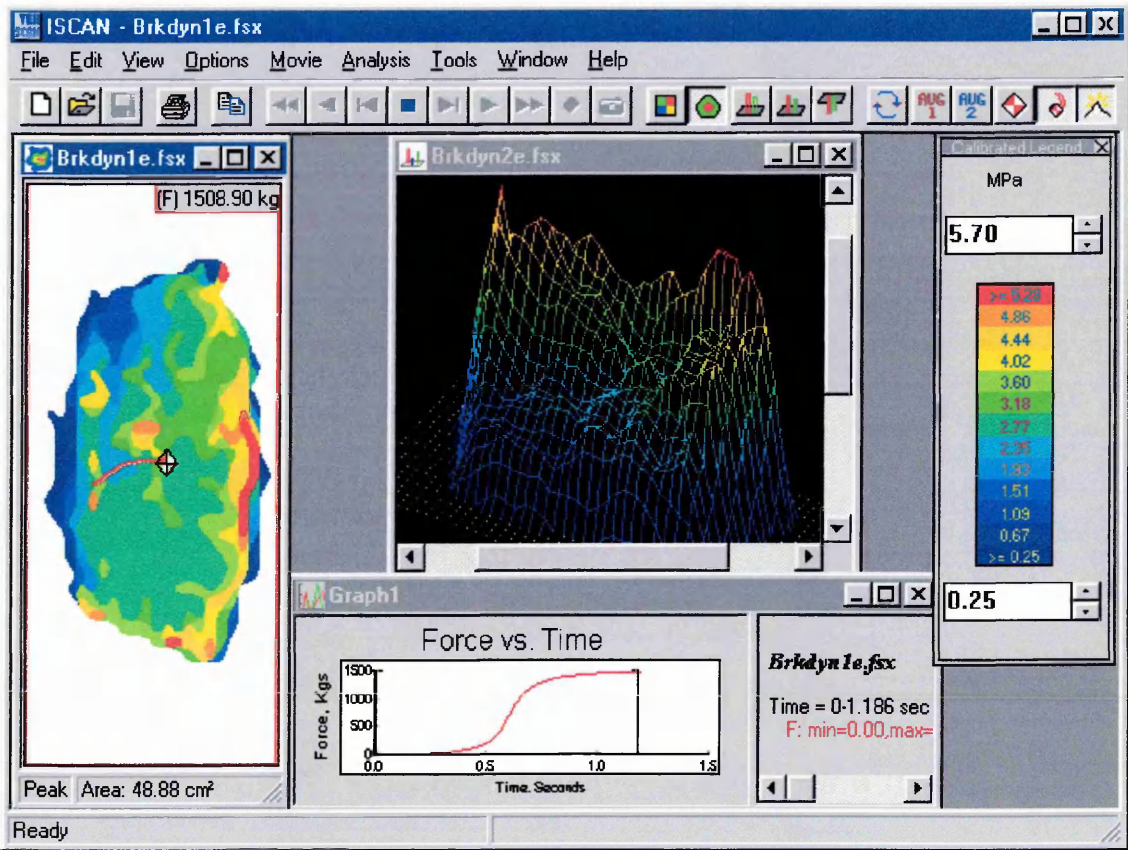 ISCAN - Brkdyn1e.fsx
File Edit View Options Movie Analysis Tools Window Help
AVG 1
AVG 2
Brkdyn1e.fsx
(F) 1508.90 kg
Peak Area: 48.88 cm²
Brkdyn2e.fsx
Calibrated Legend
MPa
5.70
>= 5.28
4.86
4.44
4.02
3.60
3.18
2.77
2.35
1.93
1.51
1.09
0.67
>= 0.25
0.25
Graph1
Force vs. Time
Force, Kgs
1500
1000
500
0
0.0 0.5 1.0 1.5
Time, Seconds
Brkdyn1e.fsx
Time = 0-1.186 sec
F: min=0.00,max=
Ready